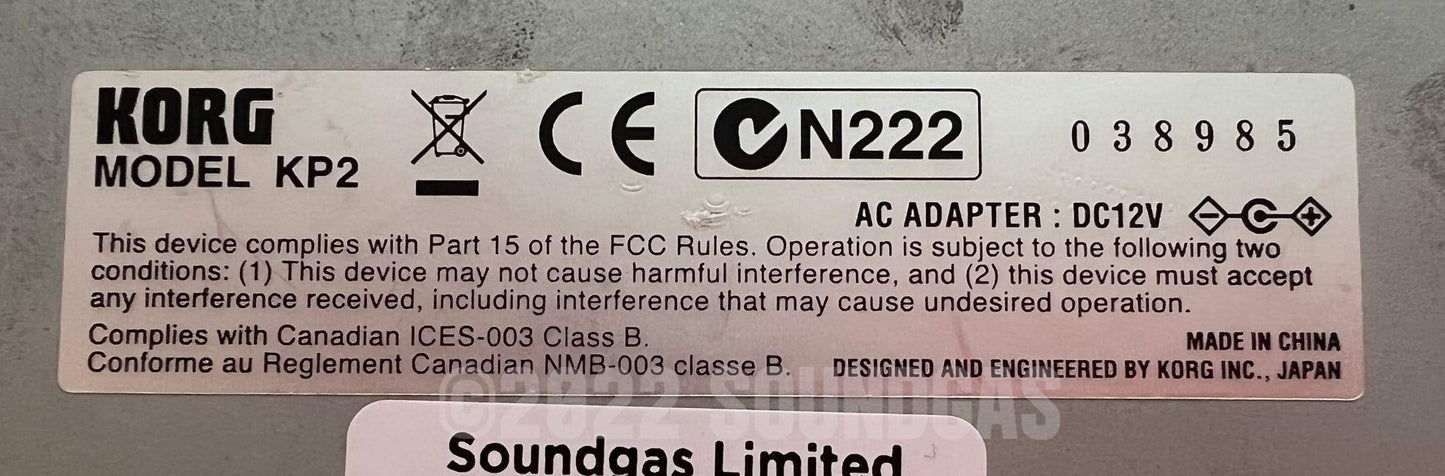 KORG
MODEL KP2
CE
N222
038985
AC ADAPTER : DC12V
This device complies with Part 15 of the FCC Rules. Operation is subject to the following two
conditions: (1) This device may not cause harmful interference, and (2) this device must accept
any interference received, including interference that may cause undesired operation.
Complies with Canadian ICES-003 Class B.
Conforme au Reglement Canadian NMB-003 classe B.
MADE IN CHINA
DESIGNED AND ENGINEERED BY KORG INC., JAPAN
©2022 SOUNDGAS
Soundgas Limited